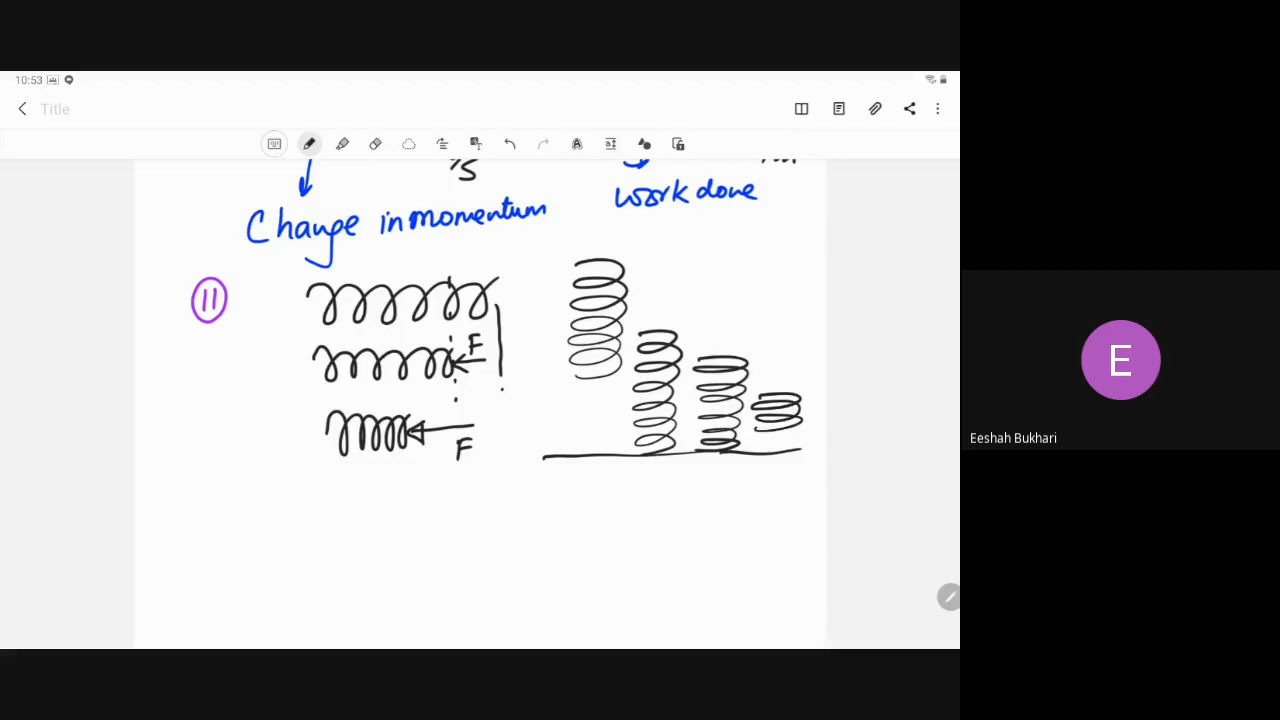 10:53
Title
s
Change in momentum
work done
11
F
F
Eeshah Bukhari
E